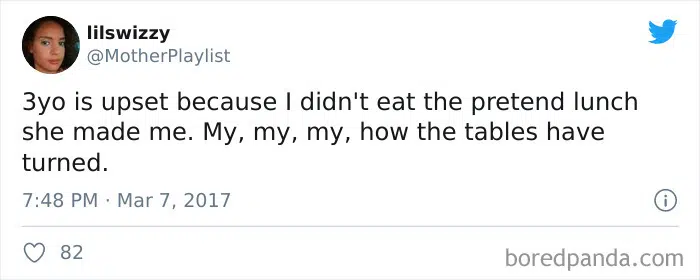 lilswizzy
@MotherPlaylist
3yo is upset because I didn't eat the pretend lunch
she made me. My, my, my, how the tables have
turned.
7:48 PM · Mar 7, 2017
82
boredpanda.com